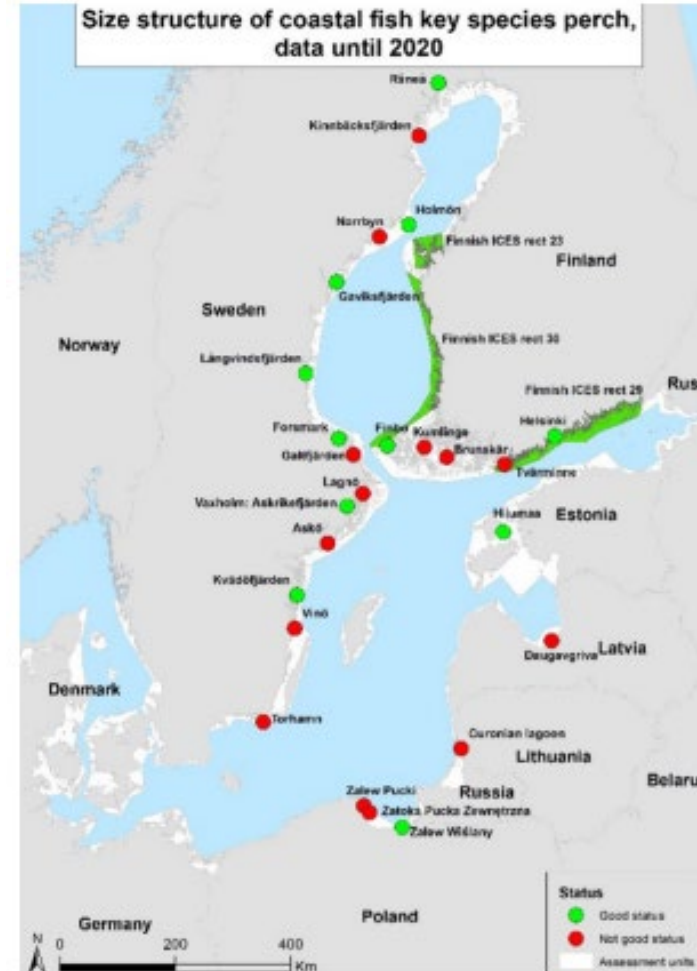 Size structure of coastal fish key species perch,
data until 2020
Råneå
Kinnbäcksfjärden
Holmön
Norrbyn
Finnish ICES rect 23
Finland
Gaviksfjärden
Sweden
Norway
Finnish ICES rect 30
Långvindsfjärden
Finnish ICES rect 29
Rus
Helsinki
Forsmark
Finbo
Kumlinge
Galtfjärden
Brunskär
Tvärminne
Lagnö
Vaxholm: Askrikefjärden
Hiiumaa
Estonia
Askö
Kvädöfjärden
Vinö
Daugavgriva
Latvia
Denmark
Torhamn
Curonian lagoon
Lithuania
Russia
Belaru
Zalew Pucki
Zatoka Pucka Zewnętrzna
Zalew Wiślany
Poland
Germany
Status
Good status
Not good status
Assessment units
N
0 200 400
Km